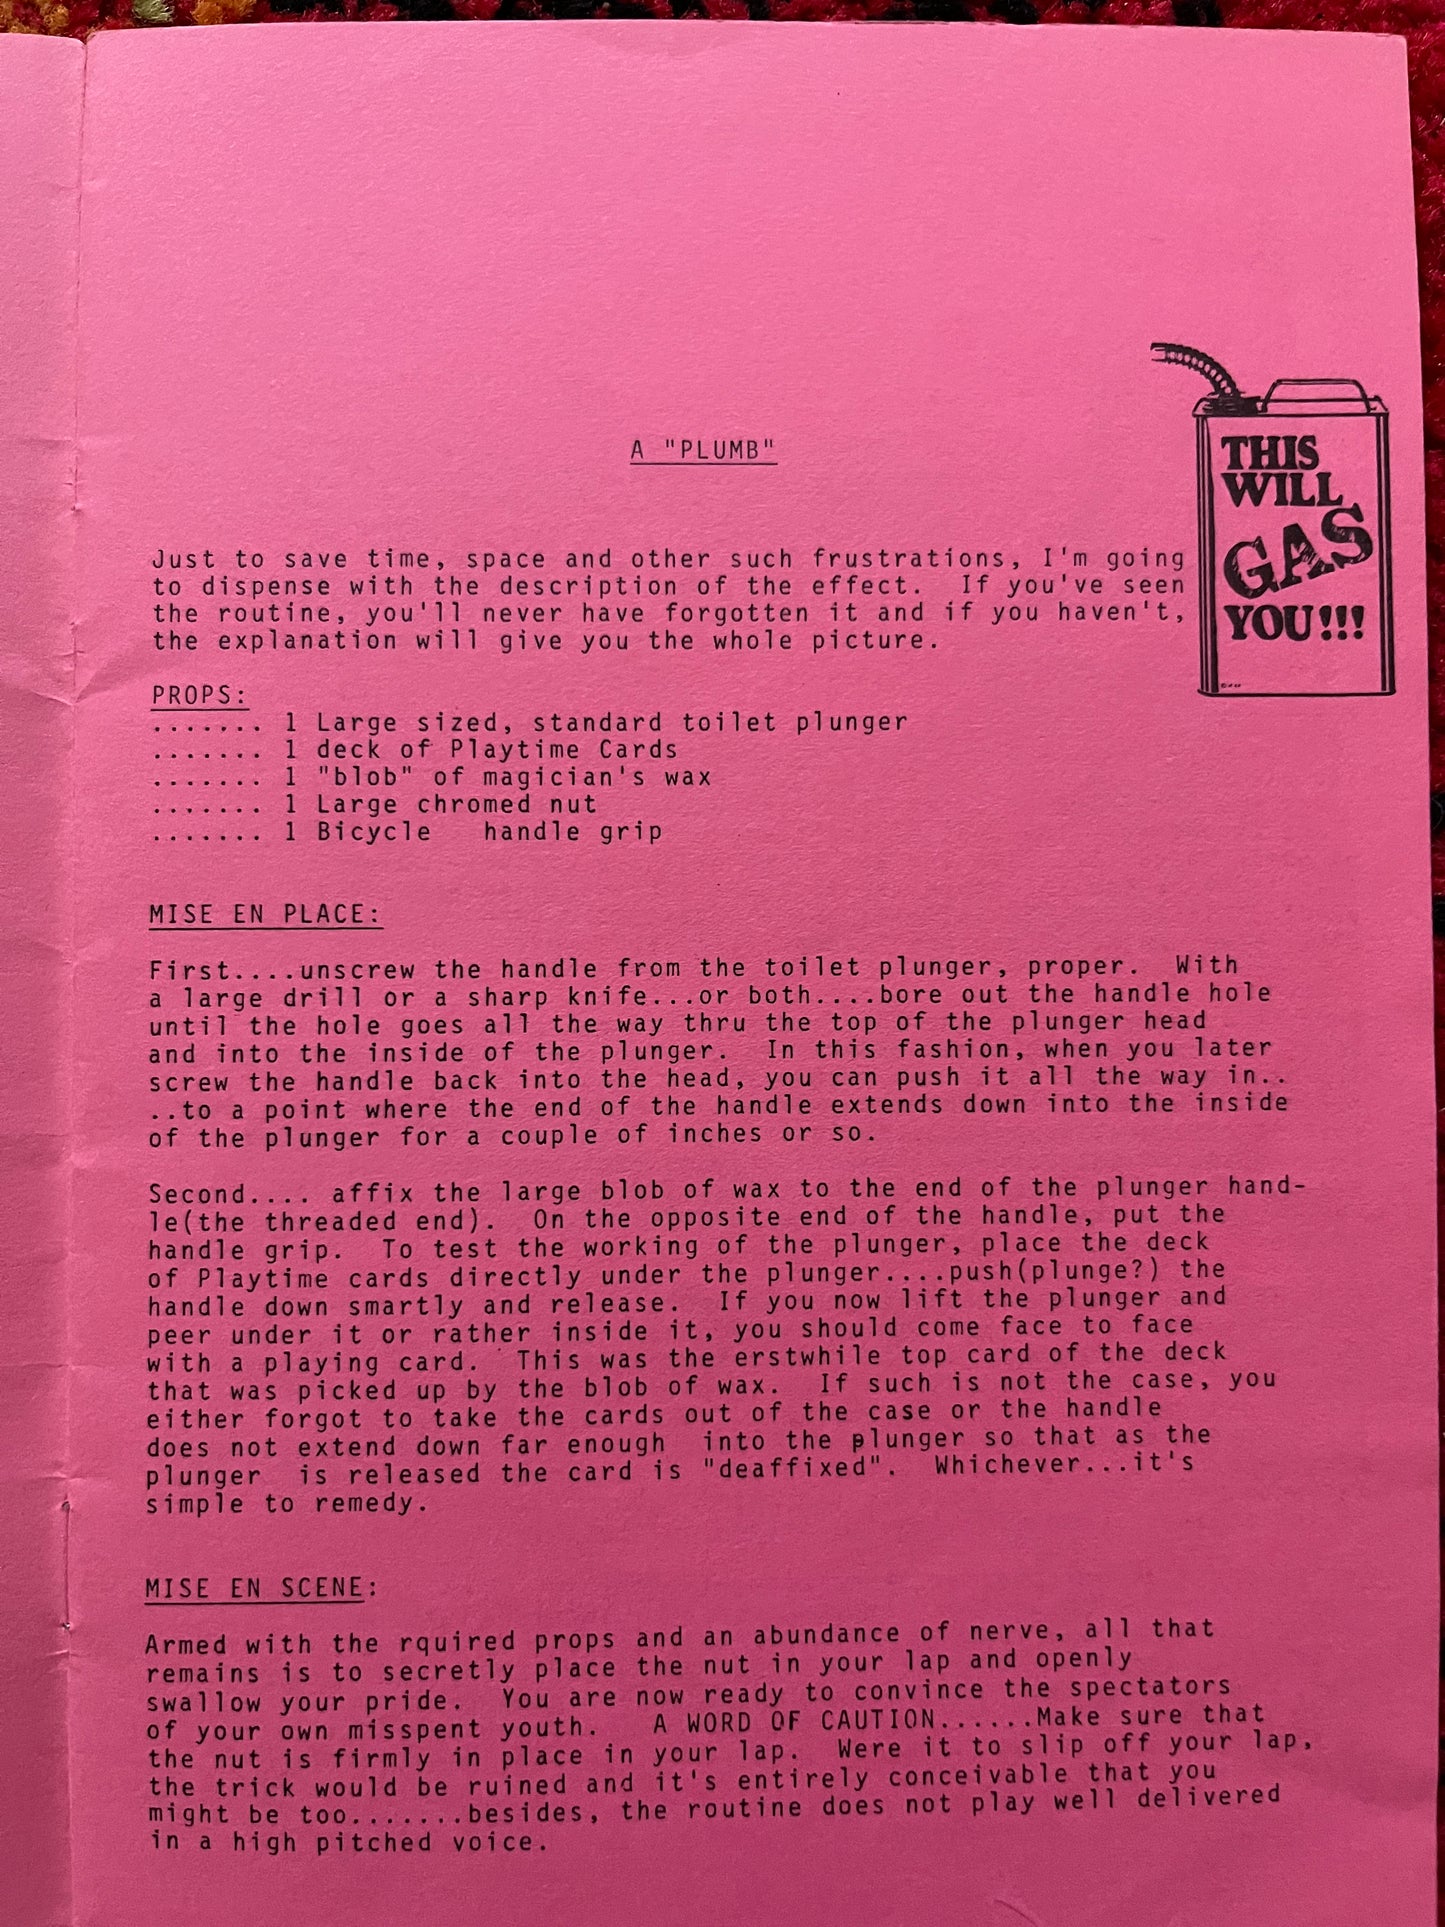 THIS
WILL
GAS
YOU!!!
A "PLUMB"
Just to save time, space and other such frustrations, I'm going
to dispense with the description of the effect.  If you've seen
the routine, you'll never have forgotten it and if you haven't,
the explanation will give you the whole picture.
PROPS:
....... 1 Large sized, standard toilet plunger
....... 1 deck of Playtime Cards
....... 1 "blob" of magician's wax
....... 1 Large chromed nut
....... 1 Bicycle   handle grip
MISE EN PLACE:
First....unscrew the handle from the toilet plunger, proper.  With
a large drill or a sharp knife...or both....bore out the handle hole
until the hole goes all the way thru the top of the plunger head
and into the inside of the plunger.  In this fashion, when you later
screw the handle back into the head, you can push it all the way in..
..to a point where the end of the handle extends down into the inside
of the plunger for a couple of inches or so.
Second.... affix the large blob of wax to the end of the plunger hand-
le(the threaded end).  On the opposite end of the handle, put the
handle grip.  To test the working of the plunger, place the deck
of Playtime cards directly under the plunger....push(plunge?) the
handle down smartly and release.  If you now lift the plunger and
peer under it or rather inside it, you should come face to face
with a playing card.  This was the erstwhile top card of the deck
that was picked up by the blob of wax.  If such is not the case, you
either forgot to take the cards out of the case or the handle
does not extend down far enough  into the plunger so that as the
plunger  is released the card is "deaffixed".  Whichever...it's
simple to remedy.
MISE EN SCENE:
Armed with the rquired props and an abundance of nerve, all that
remains is to secretly place the nut in your lap and openly
swallow your pride.  You are now ready to convince the spectators
of your own misspent youth.   A WORD OF CAUTION......Make sure that
the nut is firmly in place in your lap.  Were it to slip off your lap,
the trick would be ruined and it's entirely conceivable that you
might be too.......besides, the routine does not play well delivered
in a high pitched voice.